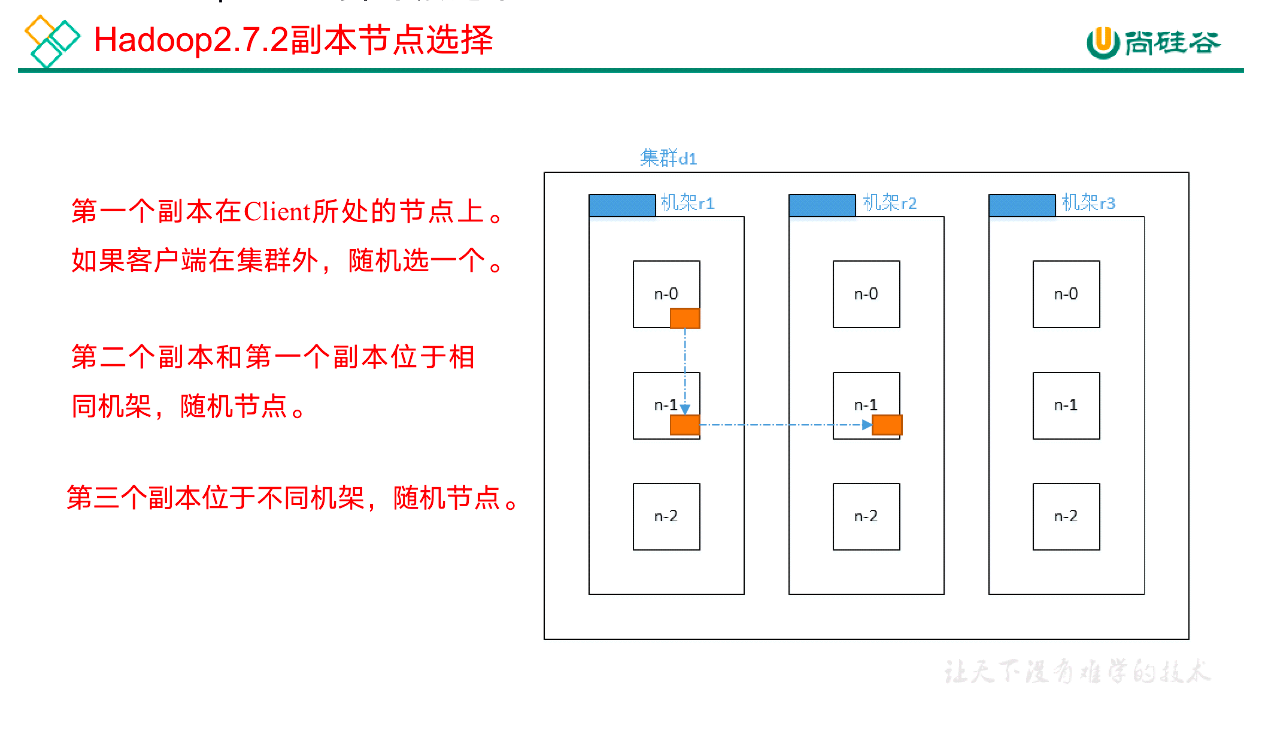 Hadoop2.7.2副本节点选择
尚硅谷
集群d1
第一个副本在Client所处的节点上。
如果客户端在集群外，随机选一个。
第二个副本和第一个副本位于相
同机架，随机节点。
第三个副本位于不同机架，随机节点。
机架r1
机架r2
机架r3
n-0
n-0
n-0
n-1
n-1
n-1
n-2
n-2
n-2
让天下没有难学的技术